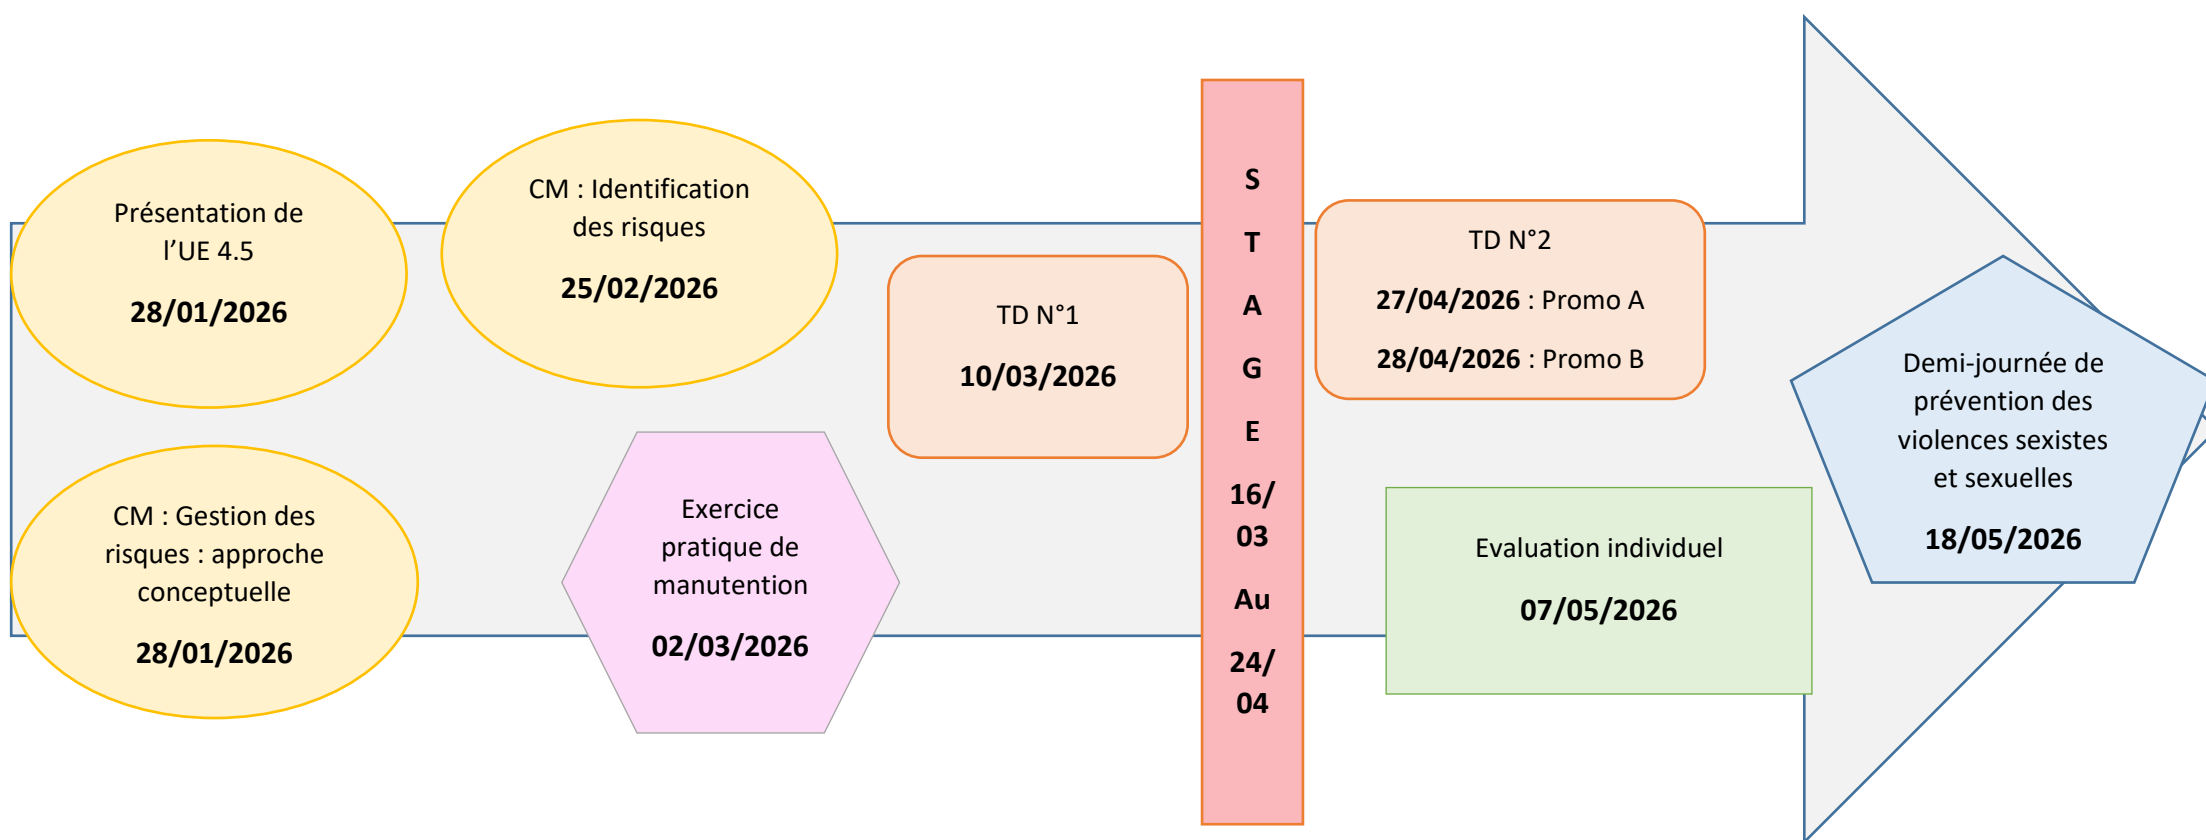 Présentation de
l’UE 4.5
28/01/2026
CM : Gestion des
risques : approche
conceptuelle
28/01/2026
CM : Identification
des risques
25/02/2026
Exercice
pratique de
manutention
02/03/2026
TD N°1
10/03/2026
S
T
A
G
E
16/
03
Au
24/
04
TD N°2
27/04/2026 : Promo A
28/04/2026 : Promo B
Evaluation individuel
07/05/2026
Demi-journée de
prévention des
violences sexistes
et sexuelles
18/05/2026